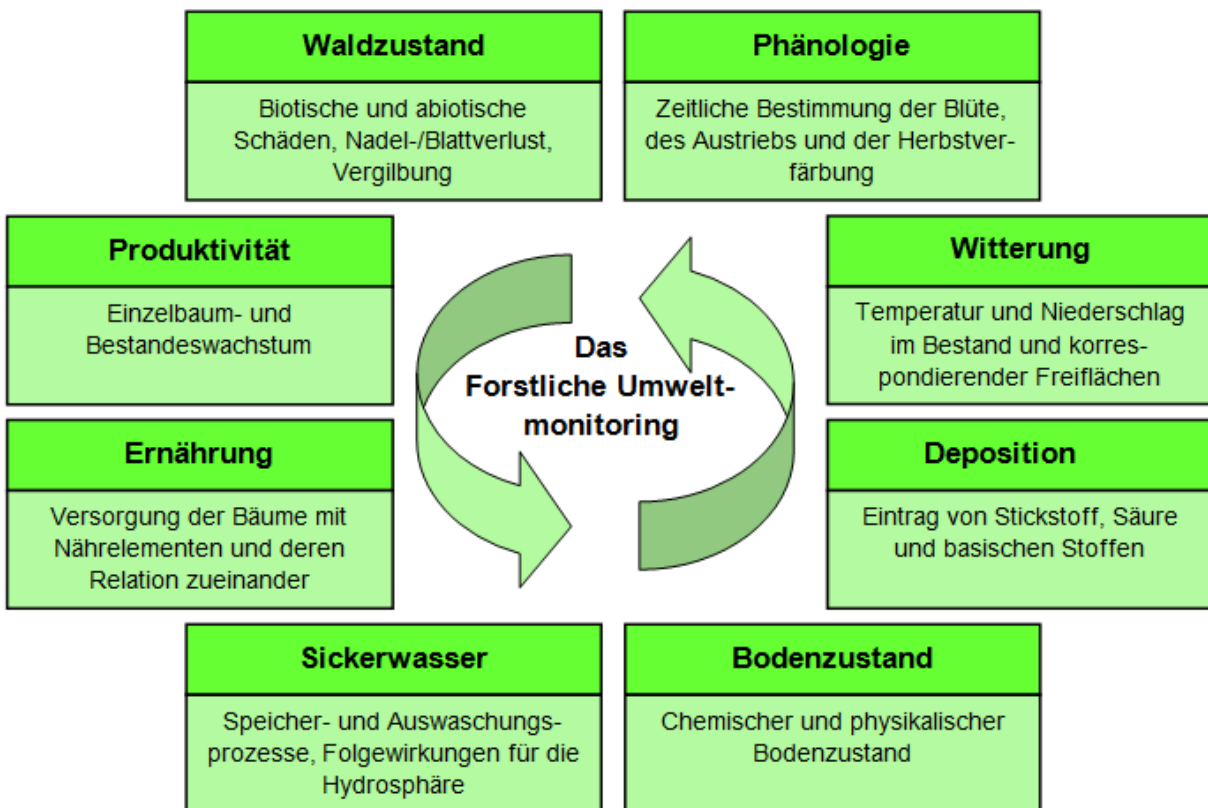 Waldzustand
Biotische und abiotische
Schäden, Nadel-/Blattverlust,
Vergilbung
Phänologie
Zeitliche Bestimmung der Blüte,
des Austriebs und der Herbstver-
färbung
Produktivität
Einzelbaum- und
Bestandeswachstum
Das
Forstliche Umwelt-
monitoring
Witterung
Temperatur und Niederschlag
im Bestand und korres-
pondierender Freiflächen
Ernährung
Versorgung der Bäume mit
Nährelementen und deren
Relation zueinander
Deposition
Eintrag von Stickstoff, Säure
und basischen Stoffen
Sickerwasser
Speicher- und Auswaschungs-
prozesse, Folgewirkungen für die
Hydrosphäre
Bodenzustand
Chemischer und physikalischer
Bodenzustand